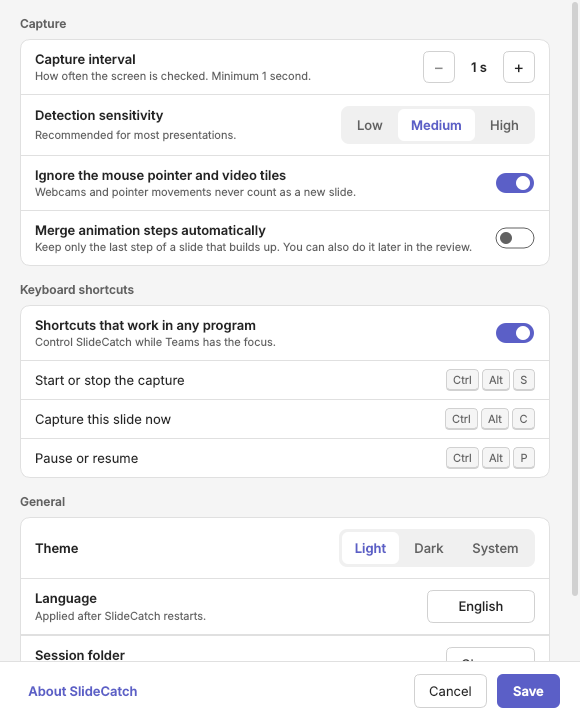 Capture
Capture interval
How often the screen is checked. Minimum 1 second.
− 1 s +
Detection sensitivity
Recommended for most presentations.
Low Medium High
Ignore the mouse pointer and video tiles
Webcams and pointer movements never count as a new slide.
Merge animation steps automatically
Keep only the last step of a slide that builds up. You can also do it later in the review.
Keyboard shortcuts
Shortcuts that work in any program
Control SlideCatch while Teams has the focus.
Start or stop the capture Ctrl Alt S
Capture this slide now Ctrl Alt C
Pause or resume Ctrl Alt P
General
Theme Light Dark System
Language
Applied after SlideCatch restarts.
English
Session folder
About SlideCatch Cancel Save